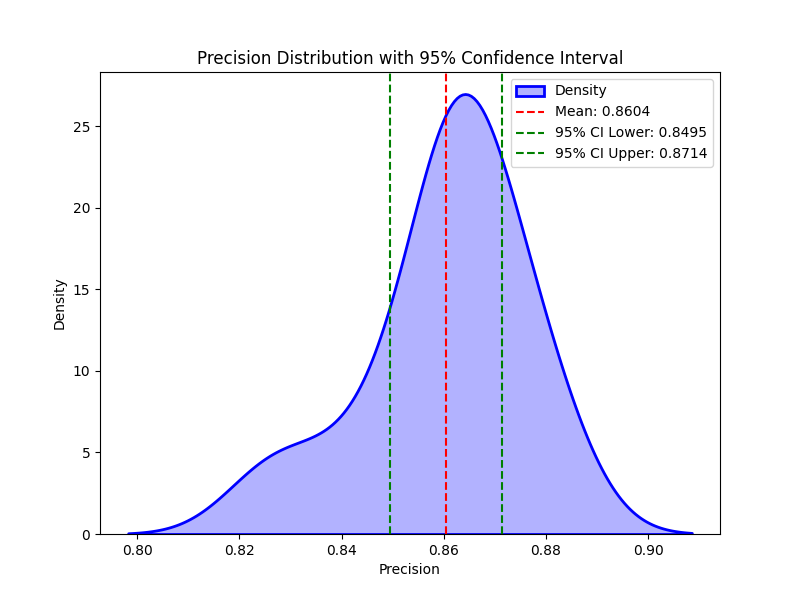 Precision Distribution with 95% Confidence Interval
Density
Mean: 0.8604
95% CI Lower: 0.8495
95% CI Upper: 0.8714
25
20
15
10
5
0
Density
0.80 0.82 0.84 0.86 0.88 0.90
Precision